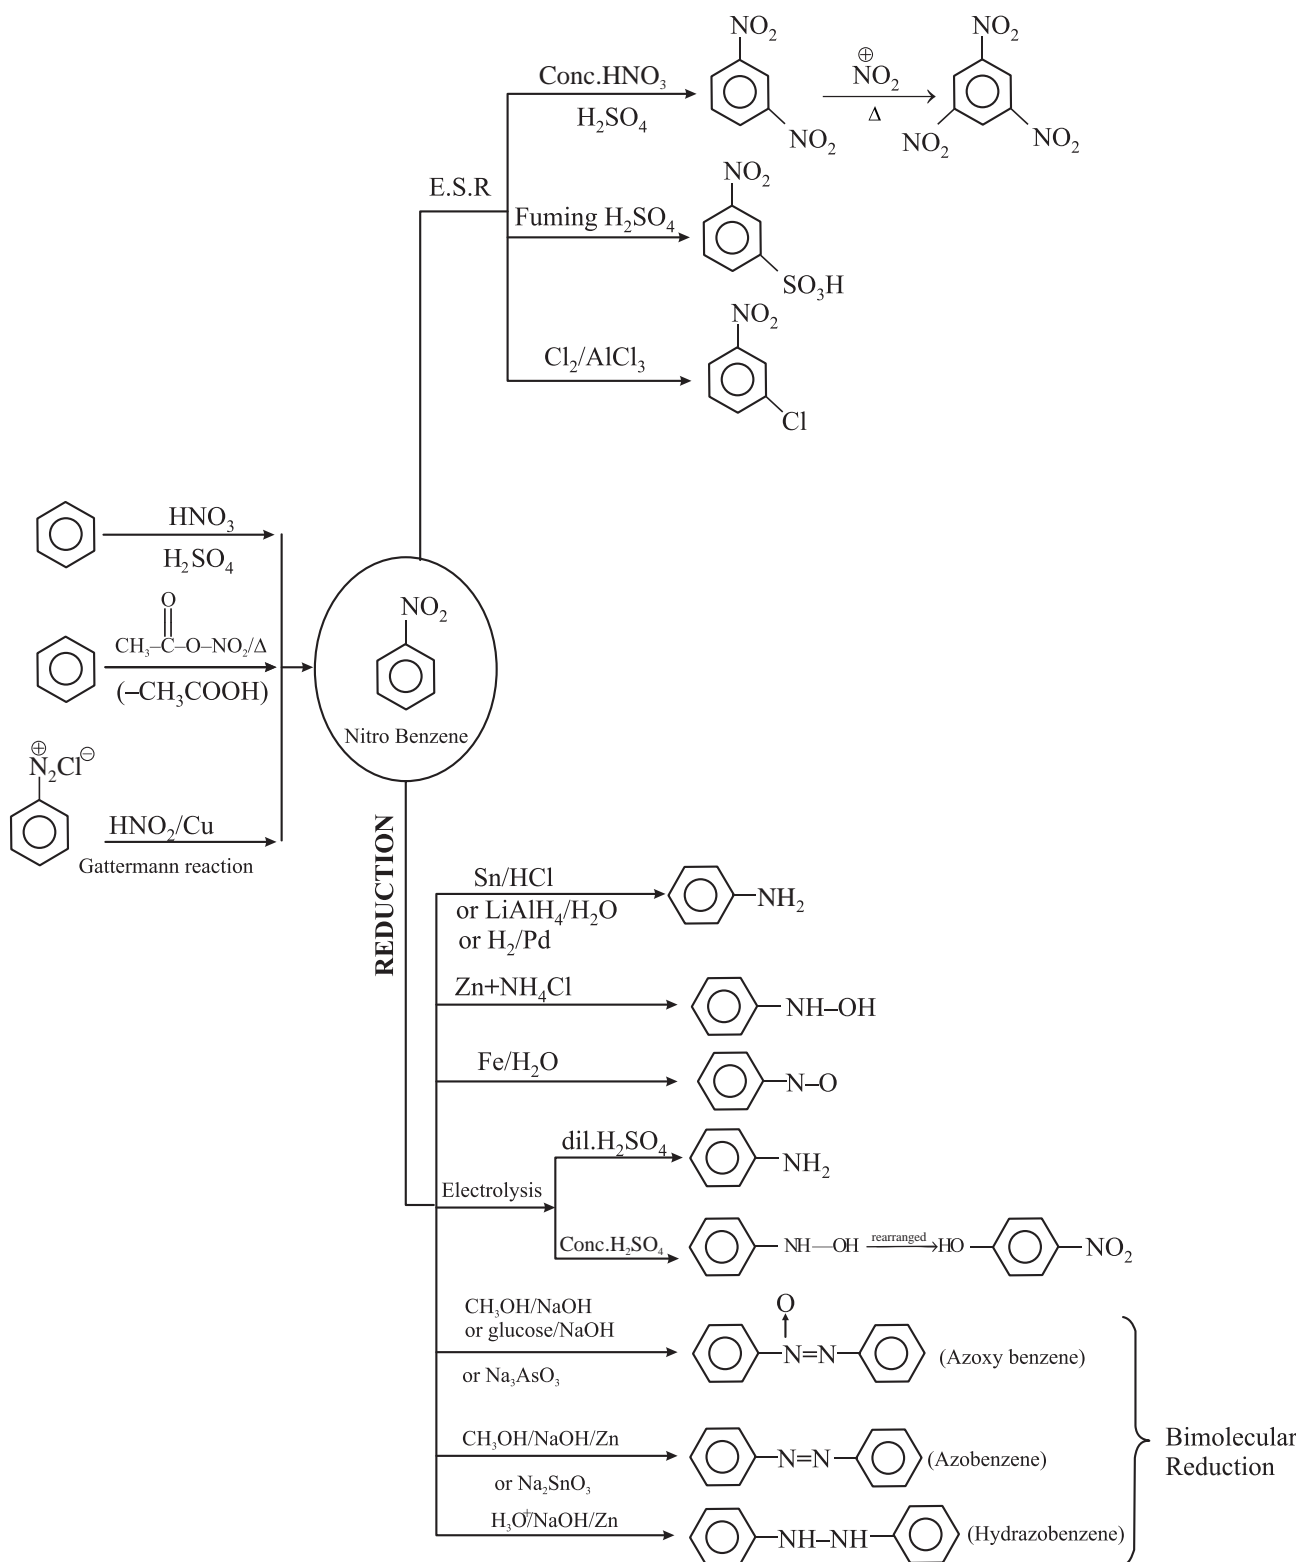 NO₂ NO₂
Conc.HNO₃ ⊕
NO₂
H₂SO₄ Δ
NO₂ NO₂ NO₂
NO₂
E.S.R
Fuming H₂SO₄
SO₃H
NO₂
Cl₂/AlCl₃
Cl
HNO₃
H₂SO₄
O
CH₃–C–O–NO₂/Δ
(–CH₃COOH)
NO₂
Nitro Benzene
⊕
N₂Cl⊖
HNO₂/Cu
Gattermann reaction
REDUCTION
Sn/HCl
NH₂
or LiAlH₄/H₂O
or H₂/Pd
Zn+NH₄Cl
NH–OH
Fe/H₂O
N–O
dil.H₂SO₄
NH₂
Electrolysis
Conc.H₂SO₄ NH—OH rearranged HO NO₂
CH₃OH/NaOH O
or glucose/NaOH
N=N (Azoxy benzene)
or Na₃AsO₃
CH₃OH/NaOH/Zn
N=N (Azobenzene)
or Na₂SnO₃
H₃O⁺/NaOH/Zn
NH–NH (Hydrazobenzene)
Bimolecular
Reduction